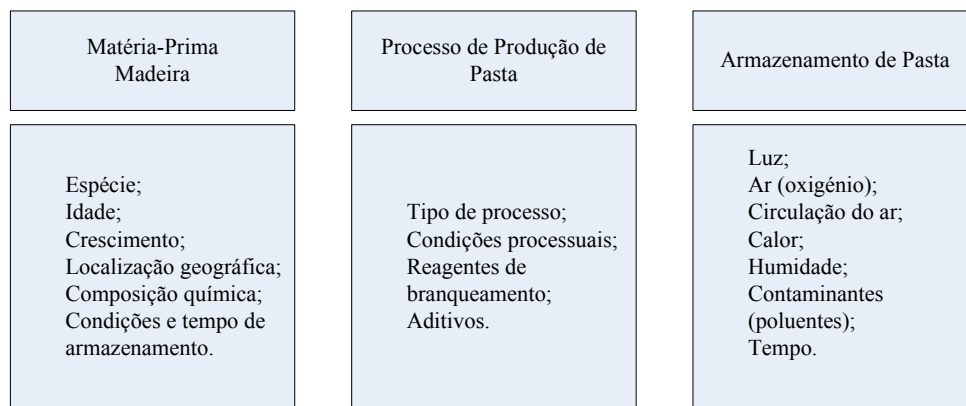 Matéria-Prima
Madeira
Processo de Produção de
Pasta
Armazenamento de Pasta
Espécie;
Idade;
Crescimento;
Localização geográfica;
Composição química;
Condições e tempo de
armazenamento.
Tipo de processo;
Condições processuais;
Reagentes de
branqueamento;
Aditivos.
Luz;
Ar (oxigénio);
Circulação do ar;
Calor;
Humidade;
Contaminantes
(poluentes);
Tempo.